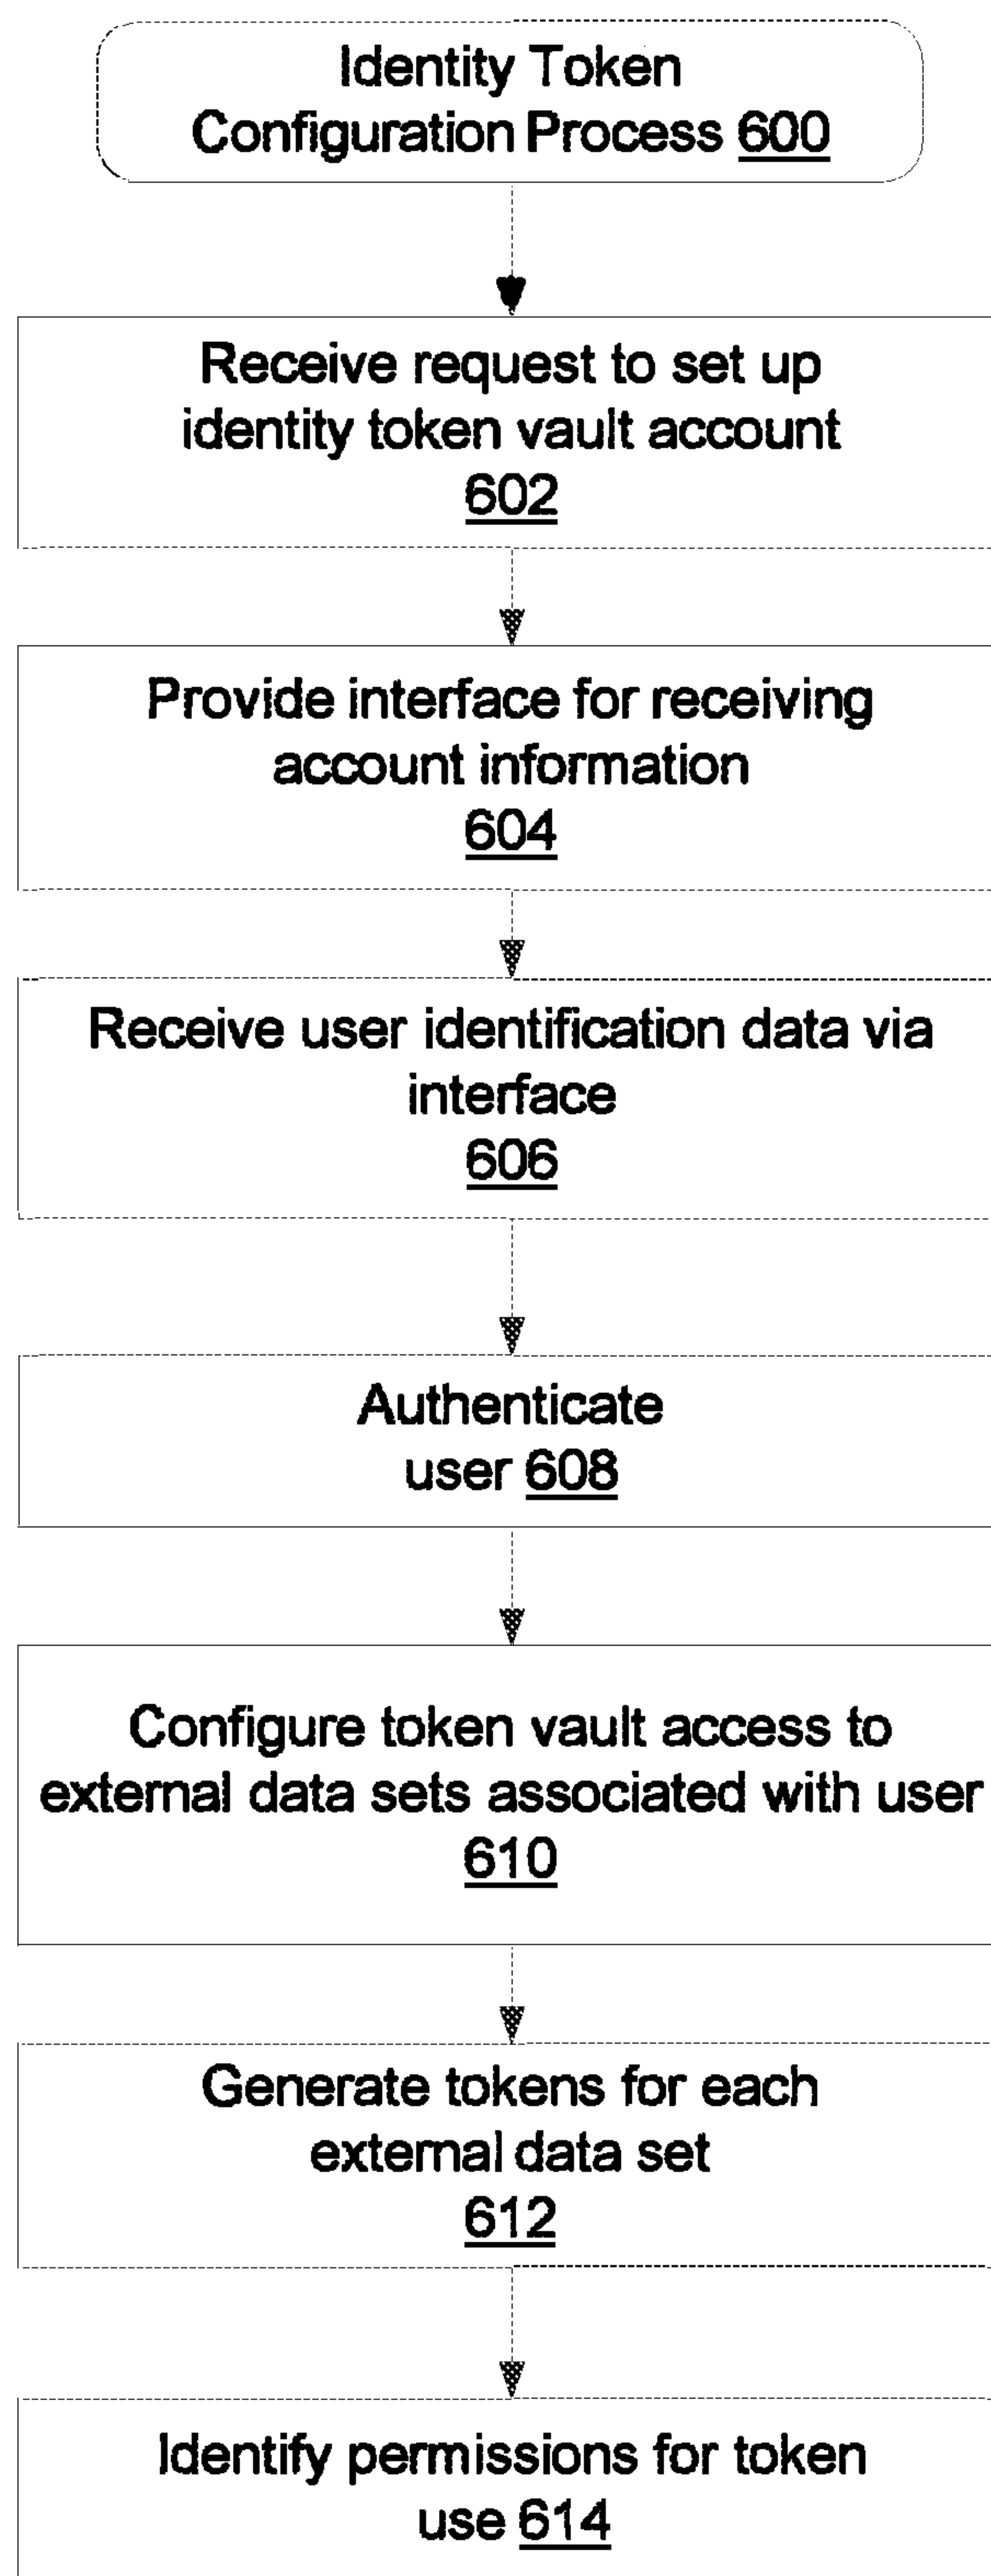 Identity Token
Configuration Process 600
Receive request to set up
identity token vault account
602
Provide interface for receiving
account information
604
Receive user identification data via
interface
606
Authenticate
user 608
Configure token vault access to
external data sets associated with user
610
Generate tokens for each
external data set
612
Identify permissions for token
use 614